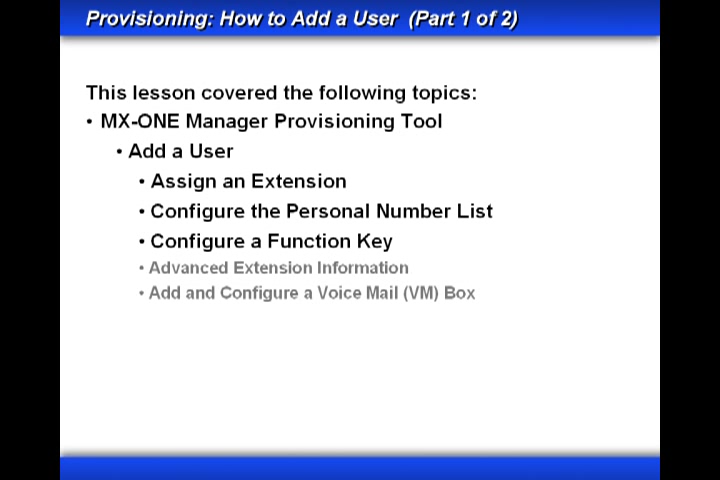 Provisioning: How to Add a User (Part 1 of 2)
This lesson covered the following topics:
• MX-ONE Manager Provisioning Tool
• Add a User
• Assign an Extension
• Configure the Personal Number List
• Configure a Function Key
• Advanced Extension Information
• Add and Configure a Voice Mail (VM) Box